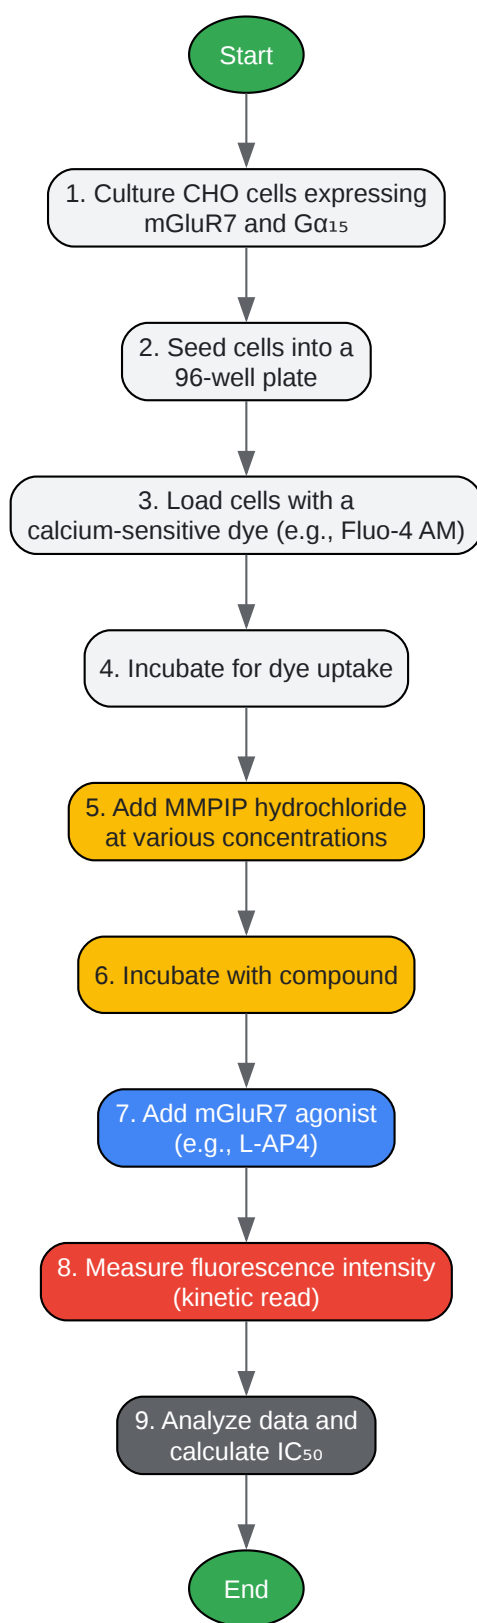 Start
1. Culture CHO cells expressing
mGluR7 and Gα₁₅
2. Seed cells into a
96-well plate
3. Load cells with a
calcium-sensitive dye (e.g., Fluo-4 AM)
4. Incubate for dye uptake
5. Add MMPIP hydrochloride
at various concentrations
6. Incubate with compound
7. Add mGluR7 agonist
(e.g., L-AP4)
8. Measure fluorescence intensity
(kinetic read)
9. Analyze data and
calculate IC₅₀
End